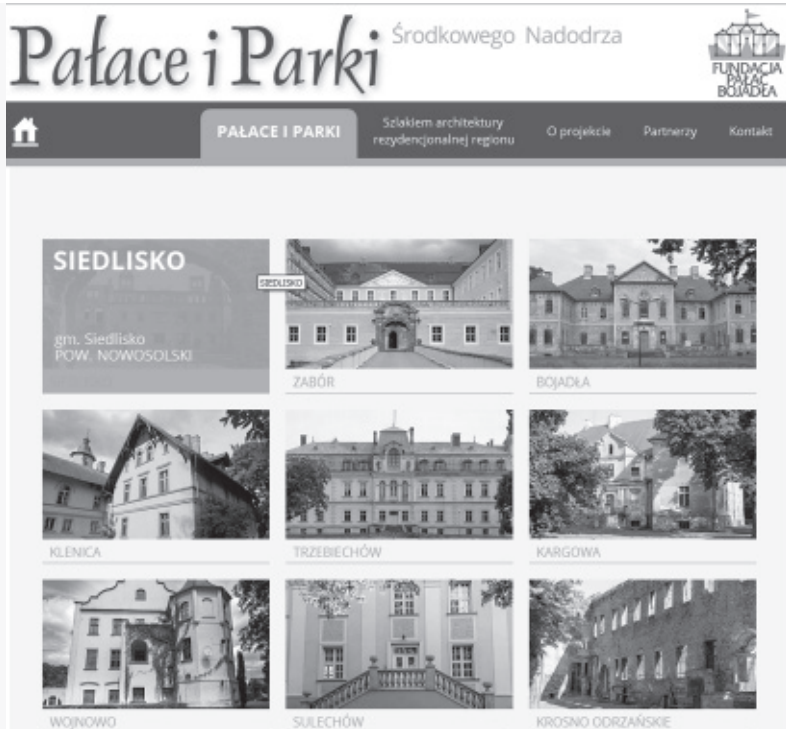 Pałace i Parki Środkowego Nadodrza
FUNDACJA
PAŁAC
BOJADŁA
PAŁACE I PARKI
Szlakiem architektury
rezydencjonalnej regionu
O projekcie
Partnerzy
Kontakt
SIEDLISKO
gm. Siedlisko
POW. NOWOSOLSKI
SIEDLISKO
ZABÓR
BOJADŁA
KLENICA
TRZEBIECHÓW
KARGOWA
WOJNOWO
SULECHÓW
KROSNO ODRZAŃSKIE